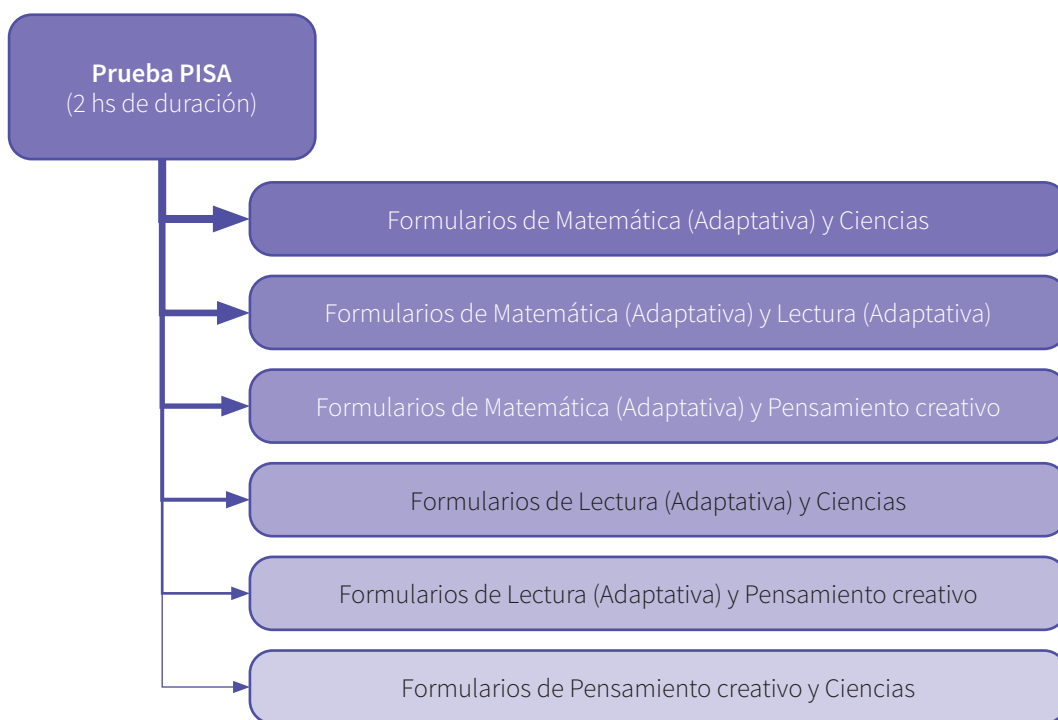 Prueba PISA
(2 hs de duración)
Formularios de Matemática (Adaptativa) y Ciencias
Formularios de Matemática (Adaptativa) y Lectura (Adaptativa)
Formularios de Matemática (Adaptativa) y Pensamiento creativo
Formularios de Lectura (Adaptativa) y Ciencias
Formularios de Lectura (Adaptativa) y Pensamiento creativo
Formularios de Pensamiento creativo y Ciencias